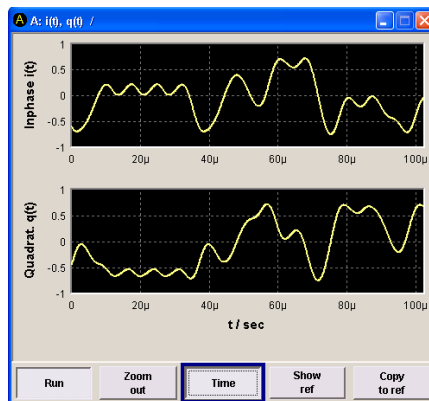 A A: i(t), q(t) /
Inphase i(t)
1
0.5
0
-0.5
-1
0 20µ 40µ 60µ 80µ 100µ
Quadrat. q(t)
1
0.5
0
-0.5
-1
0 20µ 40µ 60µ 80µ 100µ
t / sec
Run
Zoom
out
Time
Show
ref
Copy
to ref